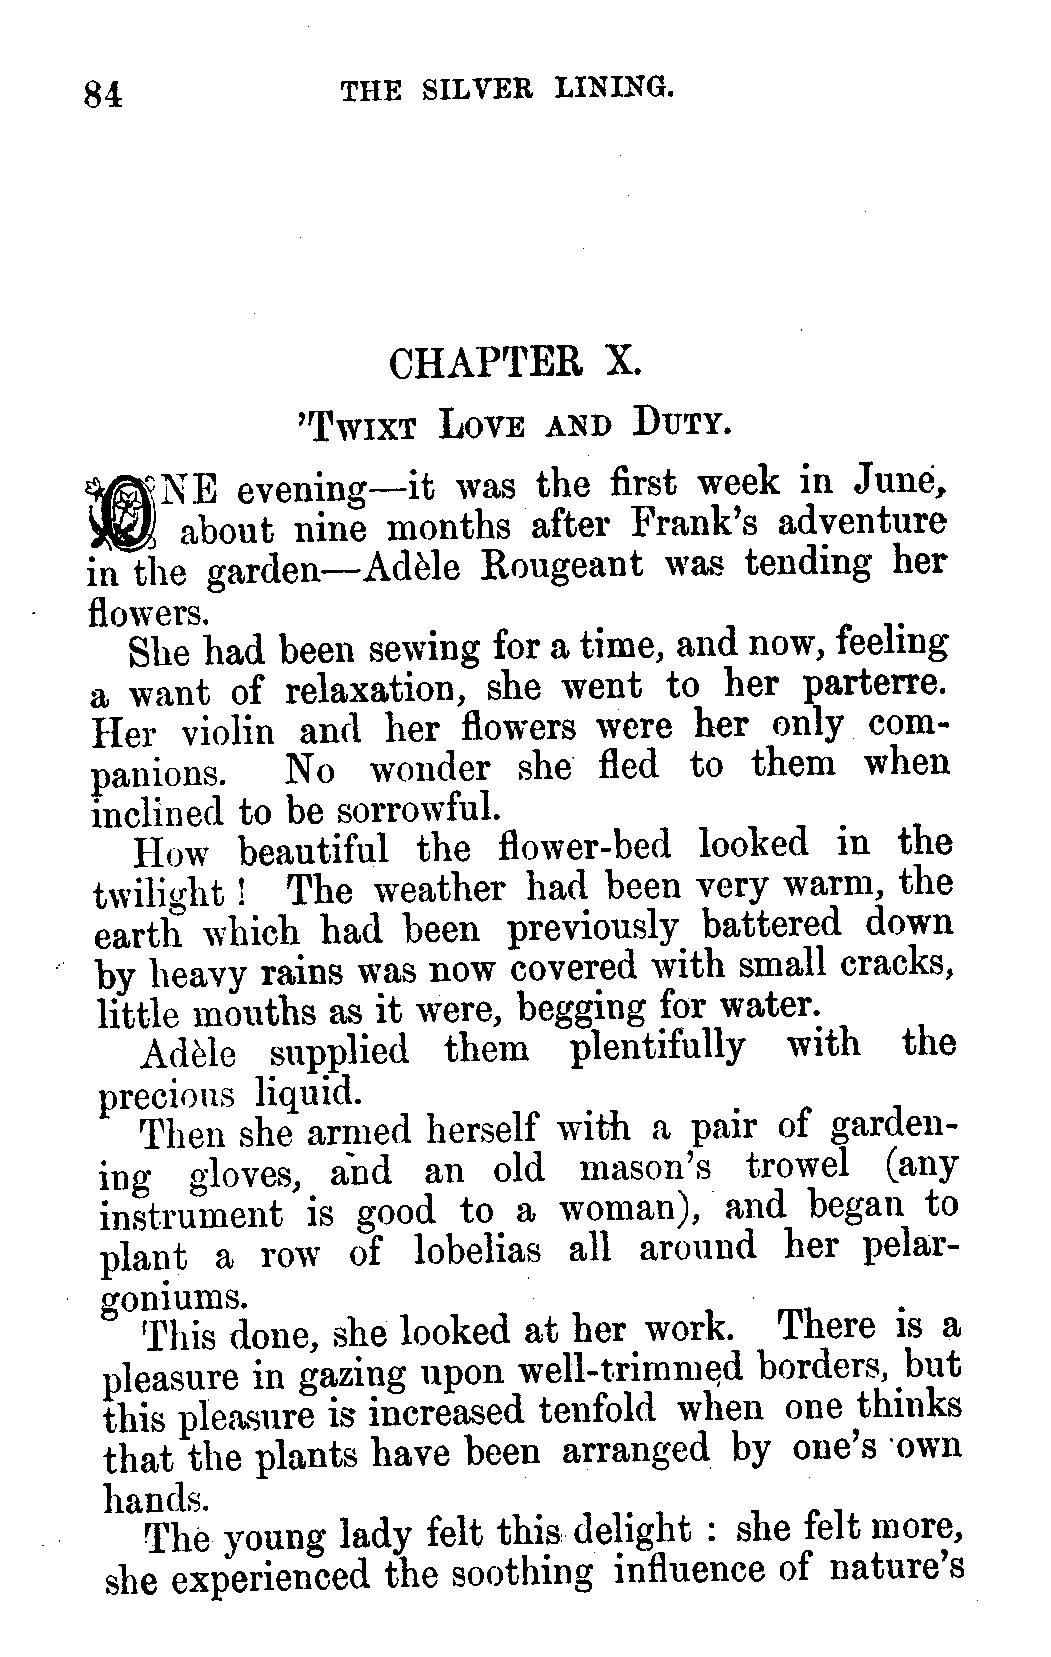 84 THE SILVER LINING.
CHAPTER X.
'TWIXT LOVE AND DUTY.
ONE evening—it was the first week in June,
about nine months after Frank's adventure
in the garden—Adèle Rougeant was tending her
flowers.
She had been sewing for a time, and now, feeling
a want of relaxation, she went to her parterre.
Her violin and her flowers were her only com-
panions. No wonder she fled to them when
inclined to be sorrowful.
How beautiful the flower-bed looked in the
twilight ! The weather had been very warm, the
earth which had been previously battered down
by heavy rains was now covered with small cracks,
little mouths as it were, begging for water.
Adèle supplied them plentifully with the
precious liquid.
Then she armed herself with a pair of garden-
ing gloves, and an old mason's trowel (any
instrument is good to a woman), and began to
plant a row of lobelias all around her pelar-
goniums.
This done, she looked at her work. There is a
pleasure in gazing upon well-trimmed borders, but
this pleasure is increased tenfold when one thinks
that the plants have been arranged by one's own
hands.
The young lady felt this delight : she felt more,
she experienced the soothing influence of nature's